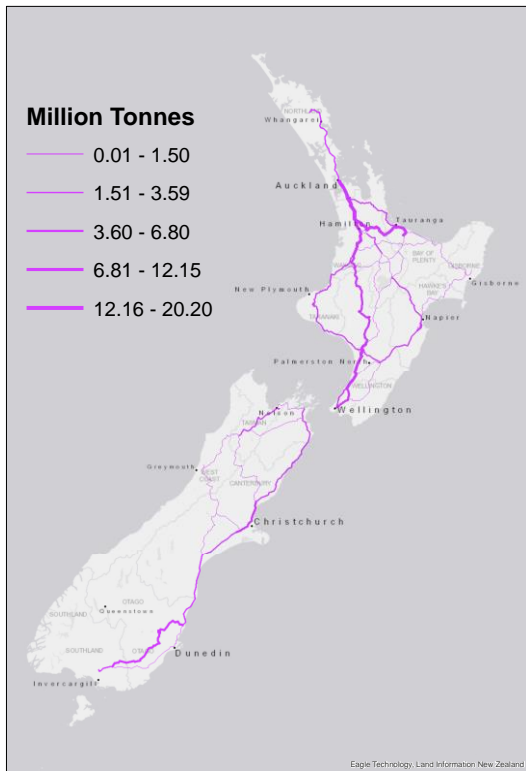 Million Tonnes
0.01 - 1.50
1.51 - 3.59
3.60 - 6.80
6.81 - 12.15
12.16 - 20.20
NORTHLAND
Whangarei
Auckland
Hamilton
Tauranga
BAY OF
PLENTY
GISBORNE
Gisborne
New Plymouth
TARANAKI
HAWKE'S
BAY
Napier
Palmerston North
WELLINGTON
Wellington
Nelson
TASMAN
Greymouth
WEST
COAST
CANTERBURY
Christchurch
OTAGO
Queenstown
SOUTHLAND
SOUTHLAND
OTAGO
Dunedin
Invercargill
Eagle Technology, Land Information New Zealand